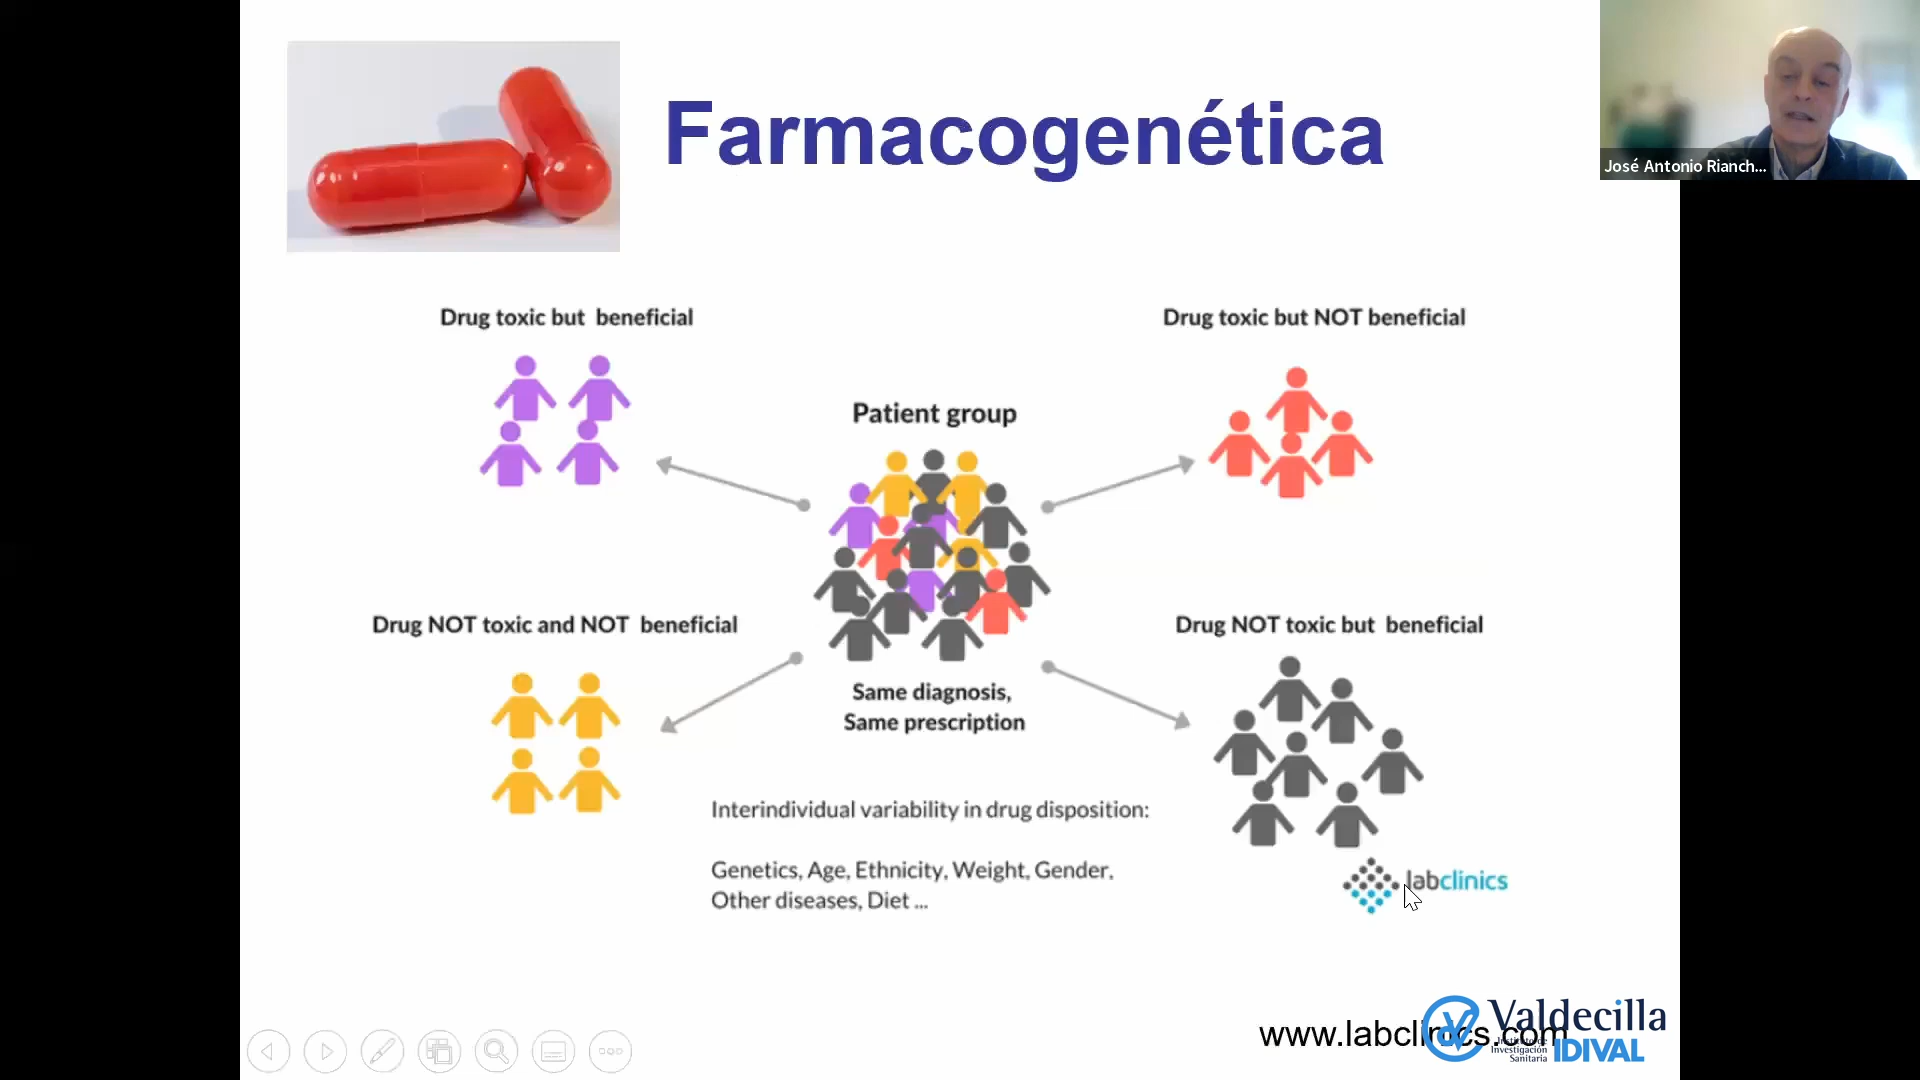 Farmacogenética
José Antonio Rianch...
Drug toxic but beneficial
Drug toxic but NOT beneficial
Patient group
Drug NOT toxic and NOT beneficial
Drug NOT toxic but beneficial
Same diagnosis,
Same prescription
Interindividual variability in drug disposition:
Genetics, Age, Ethnicity, Weight, Gender,
Other diseases, Diet ...
labclinics
www.labclinics.com
Valdecilla
Instituto de
Investigación
Sanitaria
IDIVAL